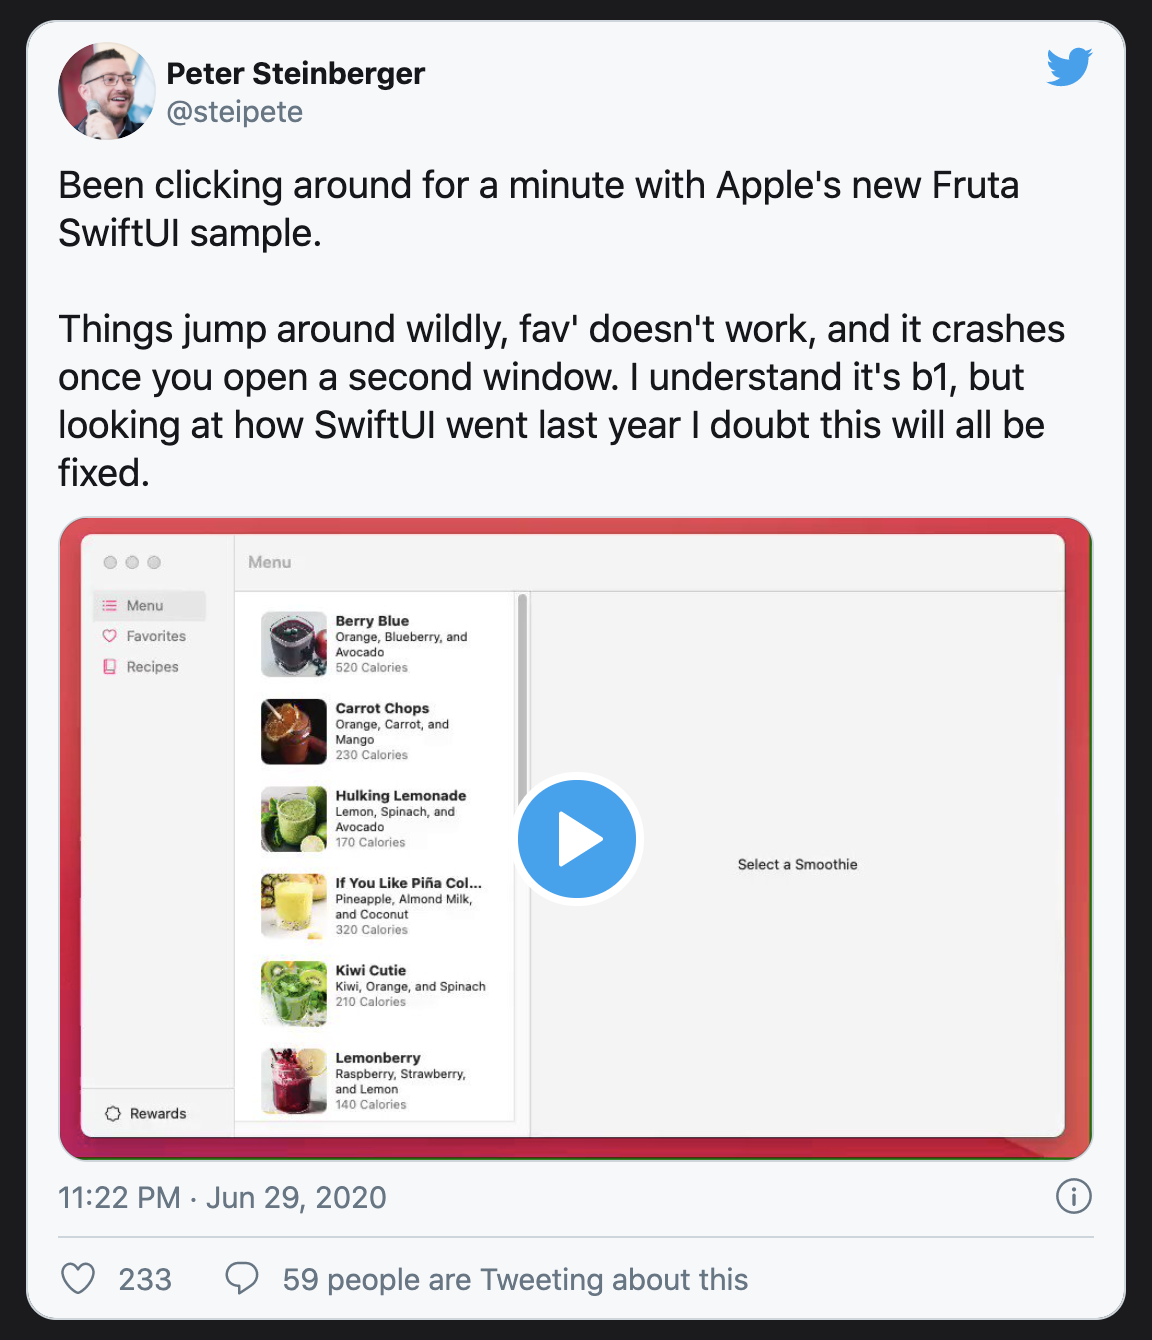 Peter Steinberger
@steipete
Been clicking around for a minute with Apple's new Fruta
SwiftUI sample.
Things jump around wildly, fav' doesn't work, and it crashes
once you open a second window. I understand it's b1, but
looking at how SwiftUI went last year I doubt this will all be
fixed.
Menu
Menu
Favorites
Recipes
Berry Blue
Orange, Blueberry, and
Avocado
520 Calories
Carrot Chops
Orange, Carrot, and
Mango
230 Calories
Hulking Lemonade
Lemon, Spinach, and
Avocado
170 Calories
If You Like Piña Col...
Pineapple, Almond Milk,
and Coconut
320 Calories
Kiwi Cutie
Kiwi, Orange, and Spinach
210 Calories
Lemonberry
Raspberry, Strawberry,
and Lemon
140 Calories
Select a Smoothie
Rewards
11:22 PM · Jun 29, 2020
233
59 people are Tweeting about this